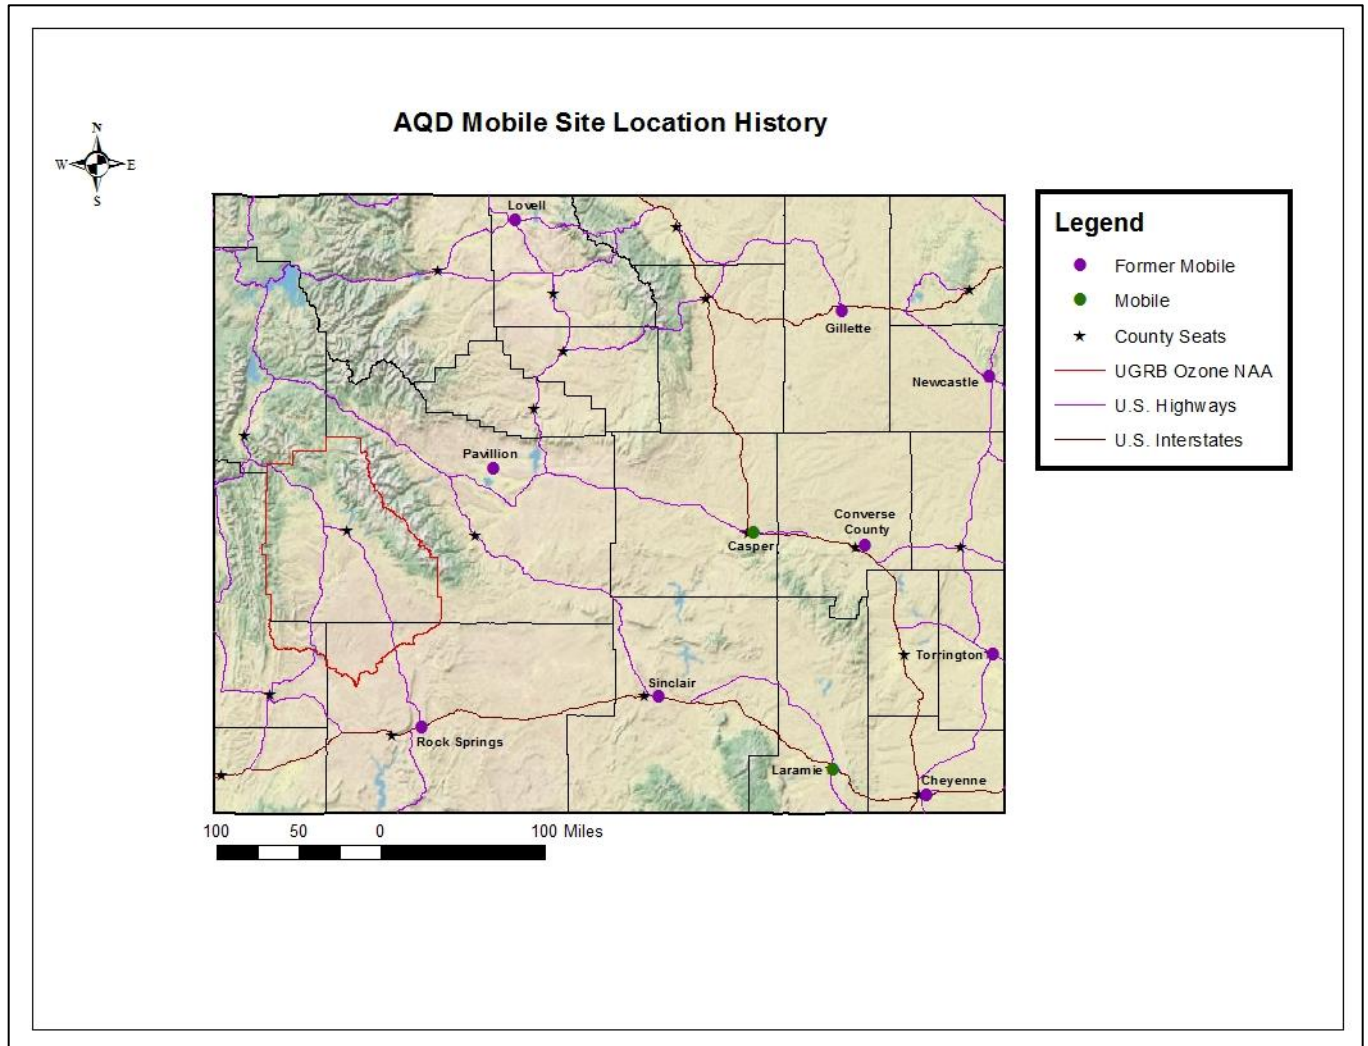 AQD Mobile Site Location History
N
W E
S
Lovell
Gillette
Newcastle
Pavillion
Converse
County
Casper
Torrington
Sinclair
Rock Springs
Laramie
Cheyenne
100 50 0 100 Miles
Legend
Former Mobile
Mobile
County Seats
UGRB Ozone NAA
U.S. Highways
U.S. Interstates